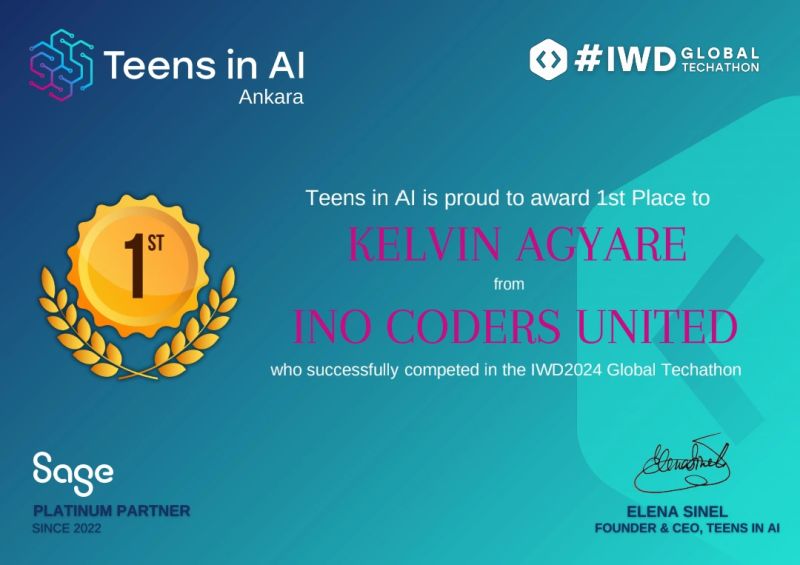 Teens in AI
Ankara
#IWD GLOBAL TECHATHON
1ST
Teens in AI is proud to award 1st Place to
KELVIN AGYARE
from
INO CODERS UNITED
who successfully competed in the IWD2024 Global Techathon
Sage
PLATINUM PARTNER
SINCE 2022
Elena Sinel
ELENA SINEL
FOUNDER & CEO, TEENS IN AI